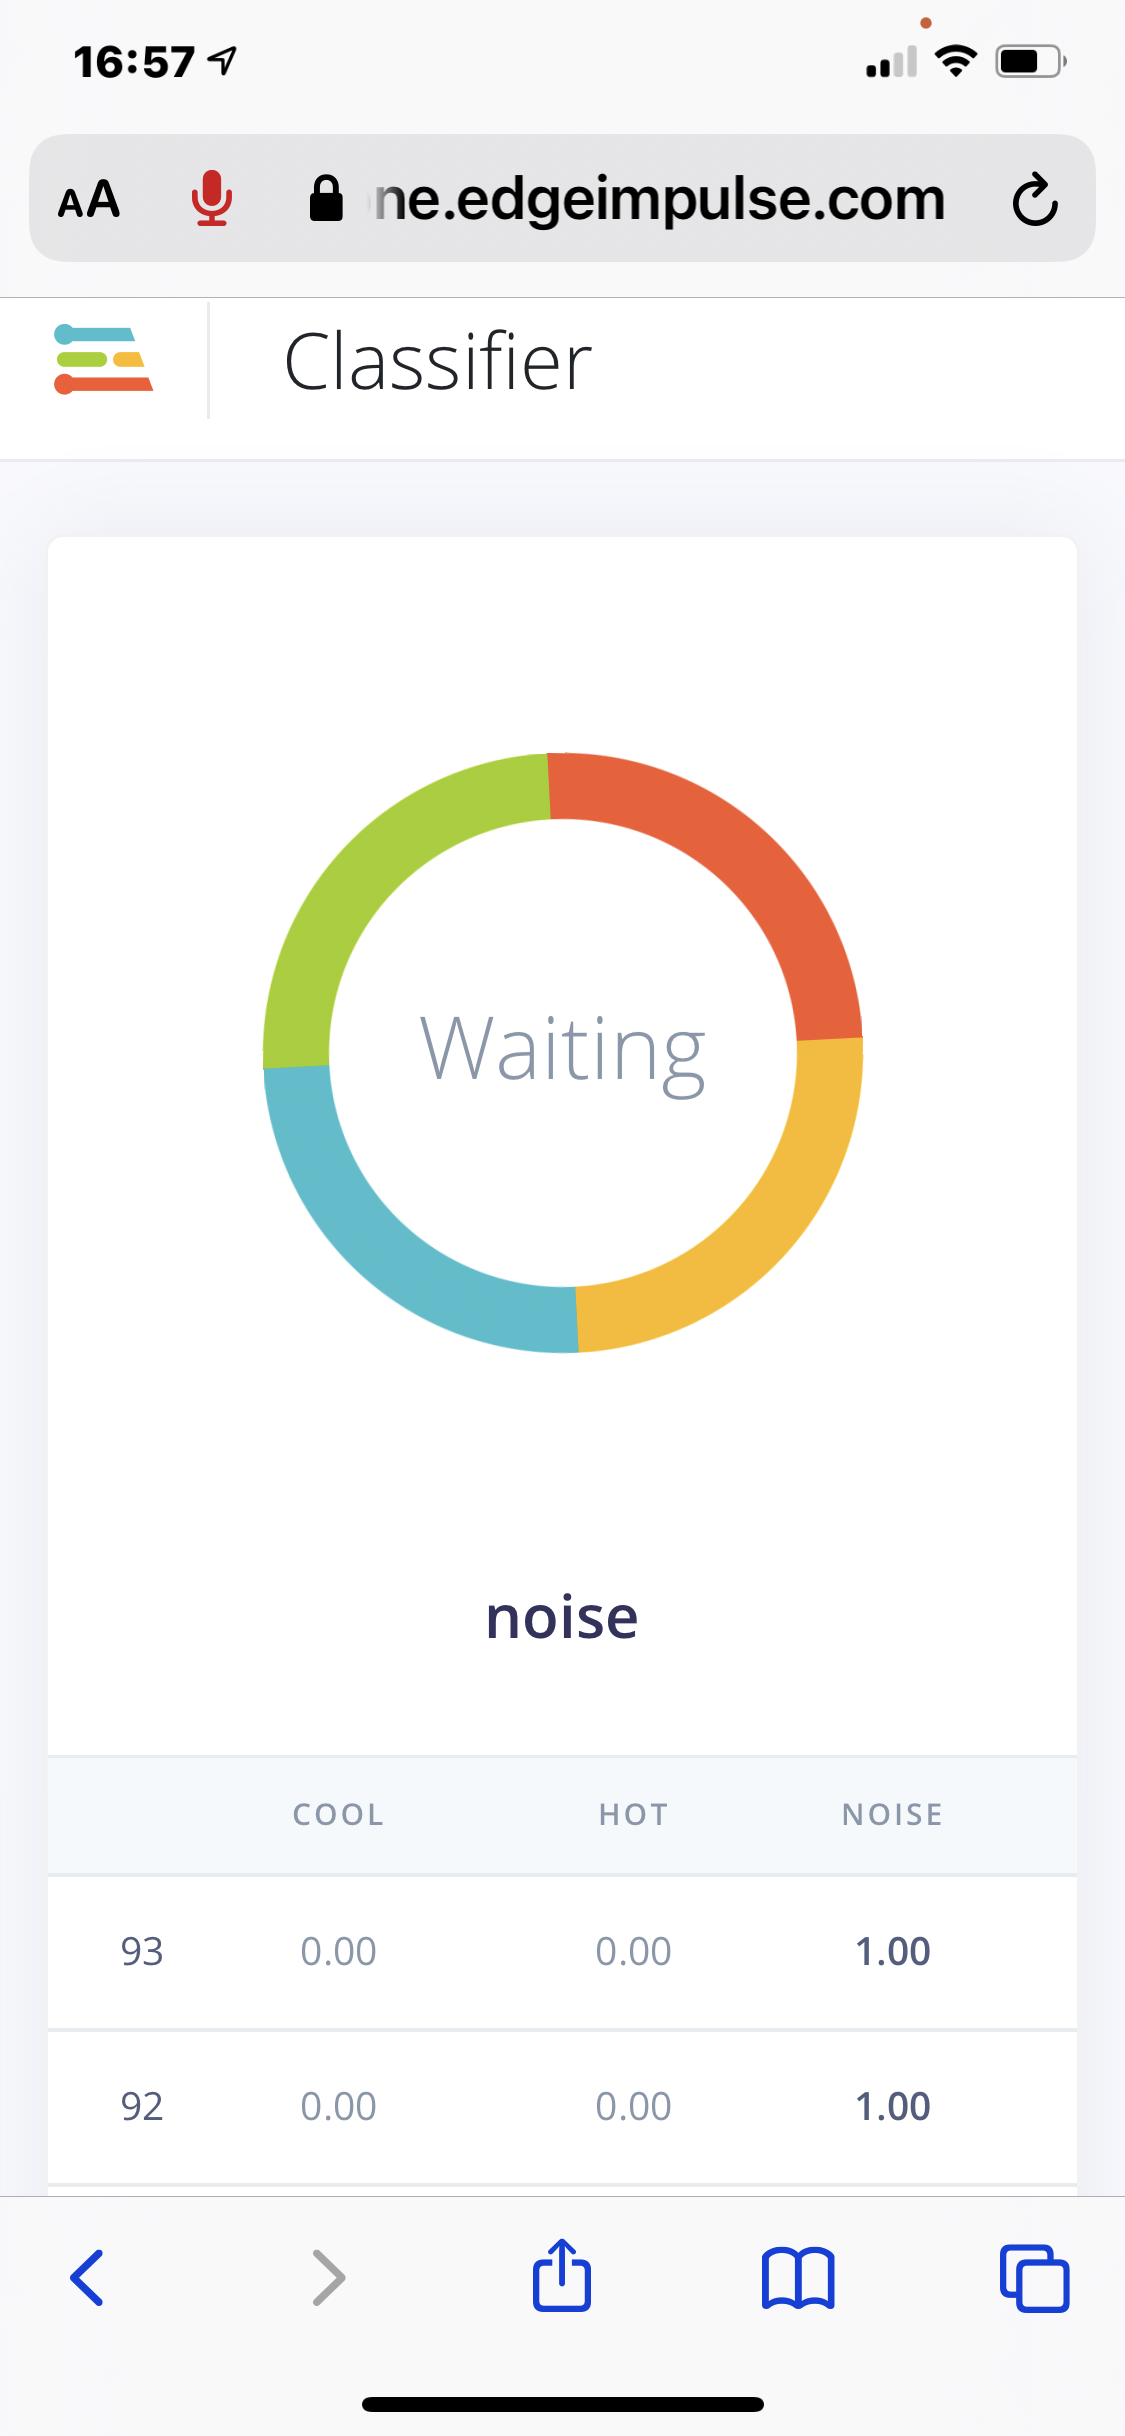 16:57
AA ne.edgeimpulse.com
Classifier
Waiting
noise
COOL HOT NOISE
93 0.00 0.00 1.00
92 0.00 0.00 1.00